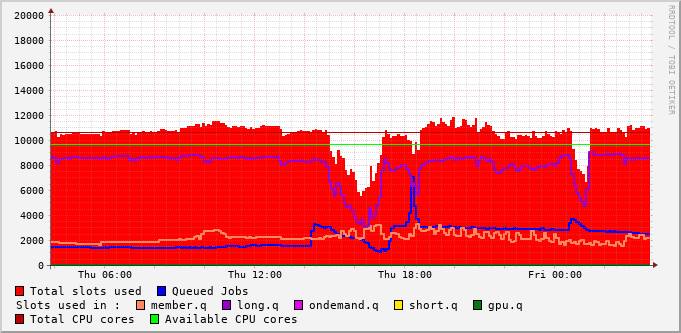 RRDTOOL / TOBI OETIKER
20000
18000
16000
14000
12000
10000
8000
6000
4000
2000
0
Thu 06:00 Thu 12:00 Thu 18:00 Fri 00:00
Total slots used Queued Jobs
Slots used in : member.q long.q ondemand.q short.q gpu.q
Total CPU cores Available CPU cores